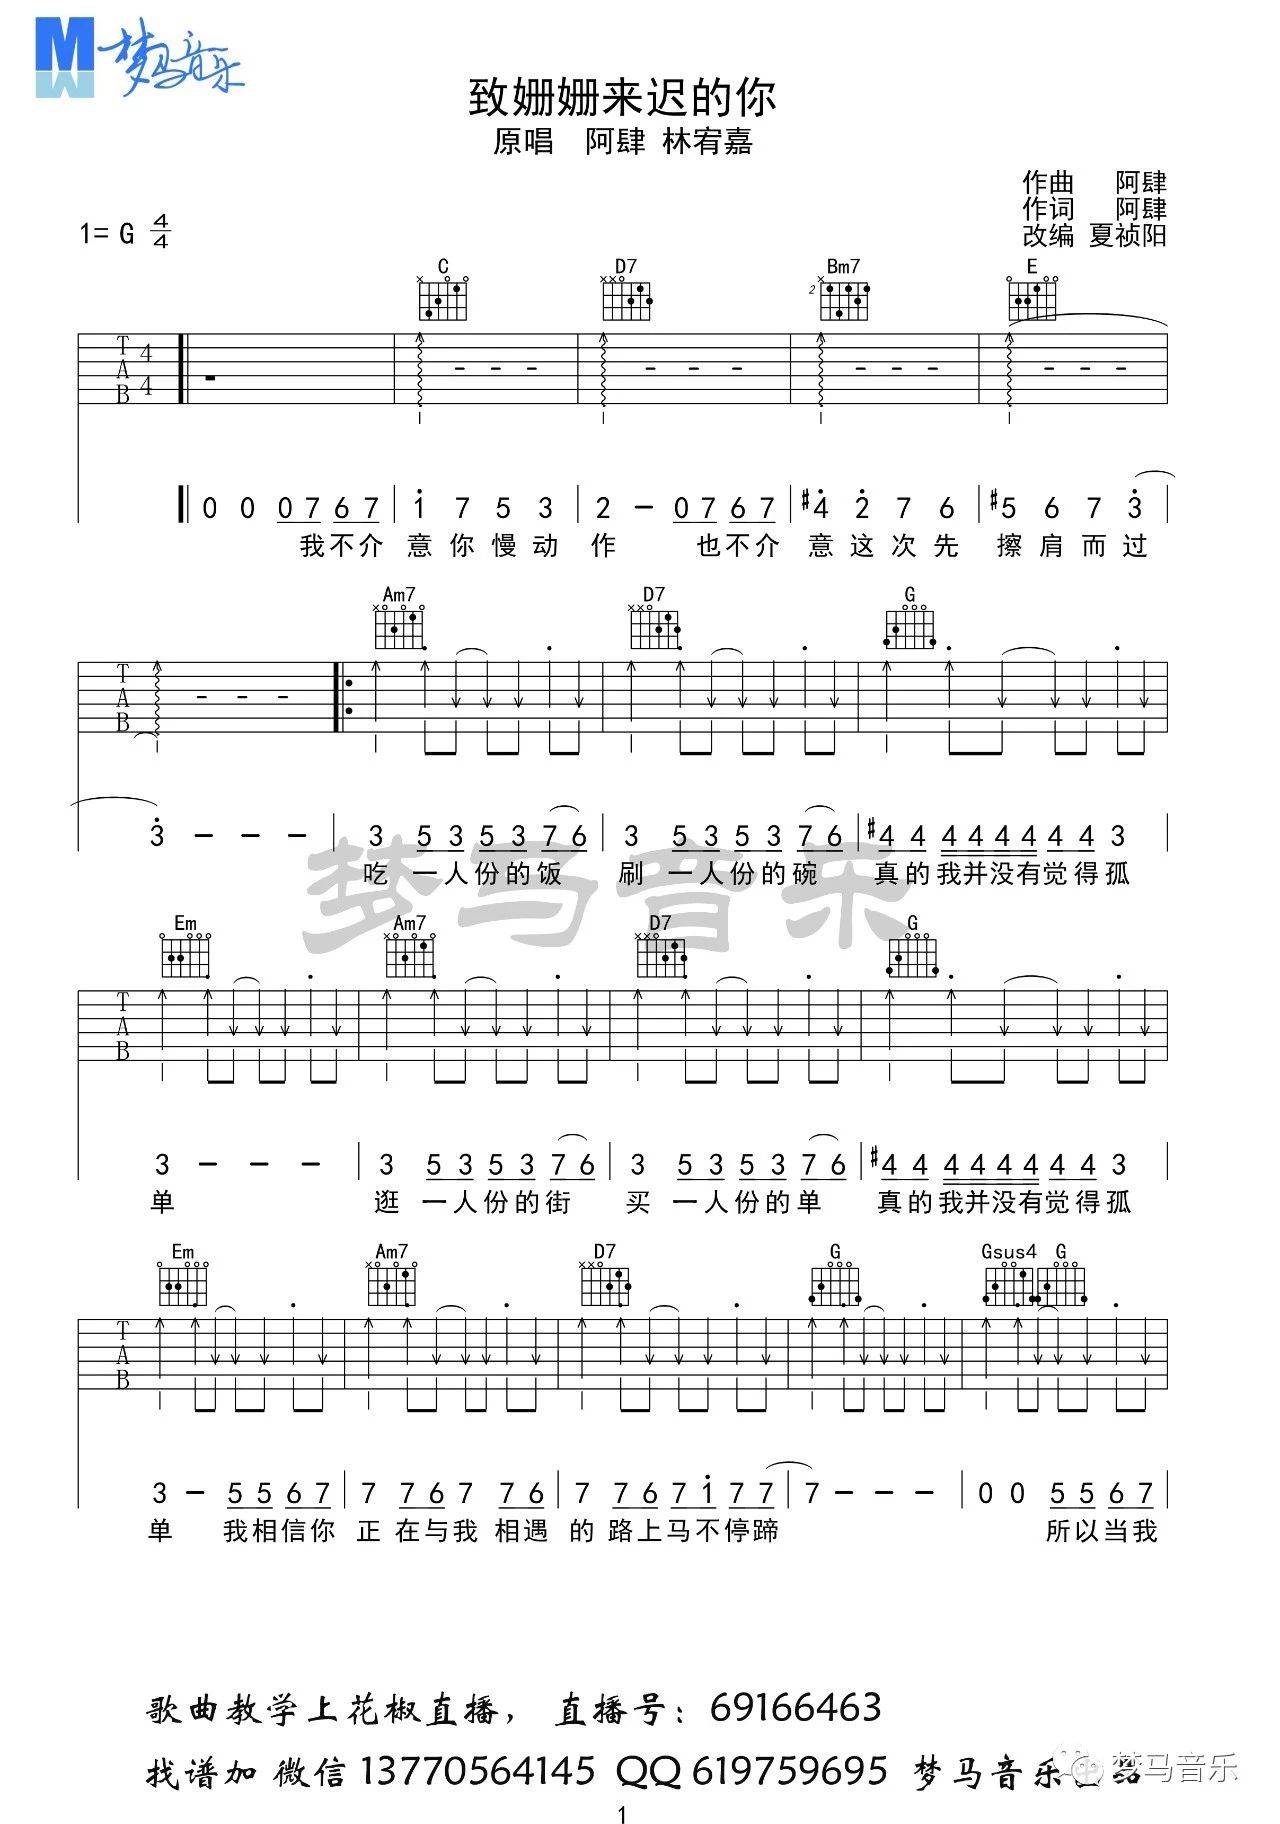 M 梦马音乐
致姗姗来迟的你
原唱 阿肆 林宥嘉
作曲 阿肆
作词 阿肆
改编 夏祯阳
1= G 4/4
C D7 Bm7 E
2
T A B 4/4
0 0 0 7 6 7 | 1 7 5 3 | 2 - 0 7 6 7 | #4 2 7 6 | #5 6 7 3 |
我不介 意你慢动 作 也不介 意这次先 擦肩而过
Am7 D7 G
T A B
3 - - - | 3 5 3 5 3 7 6 | 3 5 3 5 3 7 6 | #4 4 4 4 4 4 4 4 3 |
吃 一人份的饭 刷 一人份的碗 真的我并没有觉得孤
梦马音乐
Em Am7 D7 G
T A B
3 - - - | 3 5 3 5 3 7 6 | 3 5 3 5 3 7 6 | #4 4 4 4 4 4 4 4 3 |
单 逛 一人份的街 买 一人份的单 真的我并没有觉得孤
Em Am7 D7 G Gsus4 G
T A B
3 - 5 5 6 7 | 7 7 6 7 7 6 | 7 7 6 7 1 7 7 | 7 - - - | 0 0 5 5 6 7 |
单 我相信你 正在与我相遇 的路上马不停蹄 所以当我
歌曲教学上花椒直播，直播号：69166463
找谱加 微信 13770564145 QQ 619759695 梦马音乐
梦马音乐
1